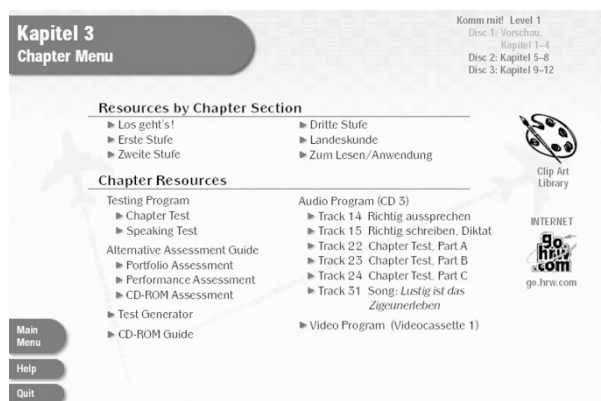 Kapitel 3
Chapter Menu
Komm mit! Level 1
Disc 1: Vorschau,
Kapitel 1–4
Disc 2: Kapitel 5–8
Disc 3: Kapitel 9–12
Resources by Chapter Section
Los geht's!
Erste Stufe
Zweite Stufe
Dritte Stufe
Landeskunde
Zum Lesen/Anwendung
Chapter Resources
Testing Program
Chapter Test
Speaking Test
Alternative Assessment Guide
Portfolio Assessment
Performance Assessment
CD-ROM Assessment
Test Generator
CD-ROM Guide
Audio Program (CD 3)
Track 14 Richtig aussprechen
Track 15 Richtig schreiben, Diktat
Track 22 Chapter Test, Part A
Track 23 Chapter Test, Part B
Track 24 Chapter Test, Part C
Track 31 Song: Lustig ist das
Zigeunerleben
Video Program (Videocassette 1)
Clip Art
Library
INTERNET
go.
hrw
.com
go.hrw.com
Main
Menu
Help
Quit